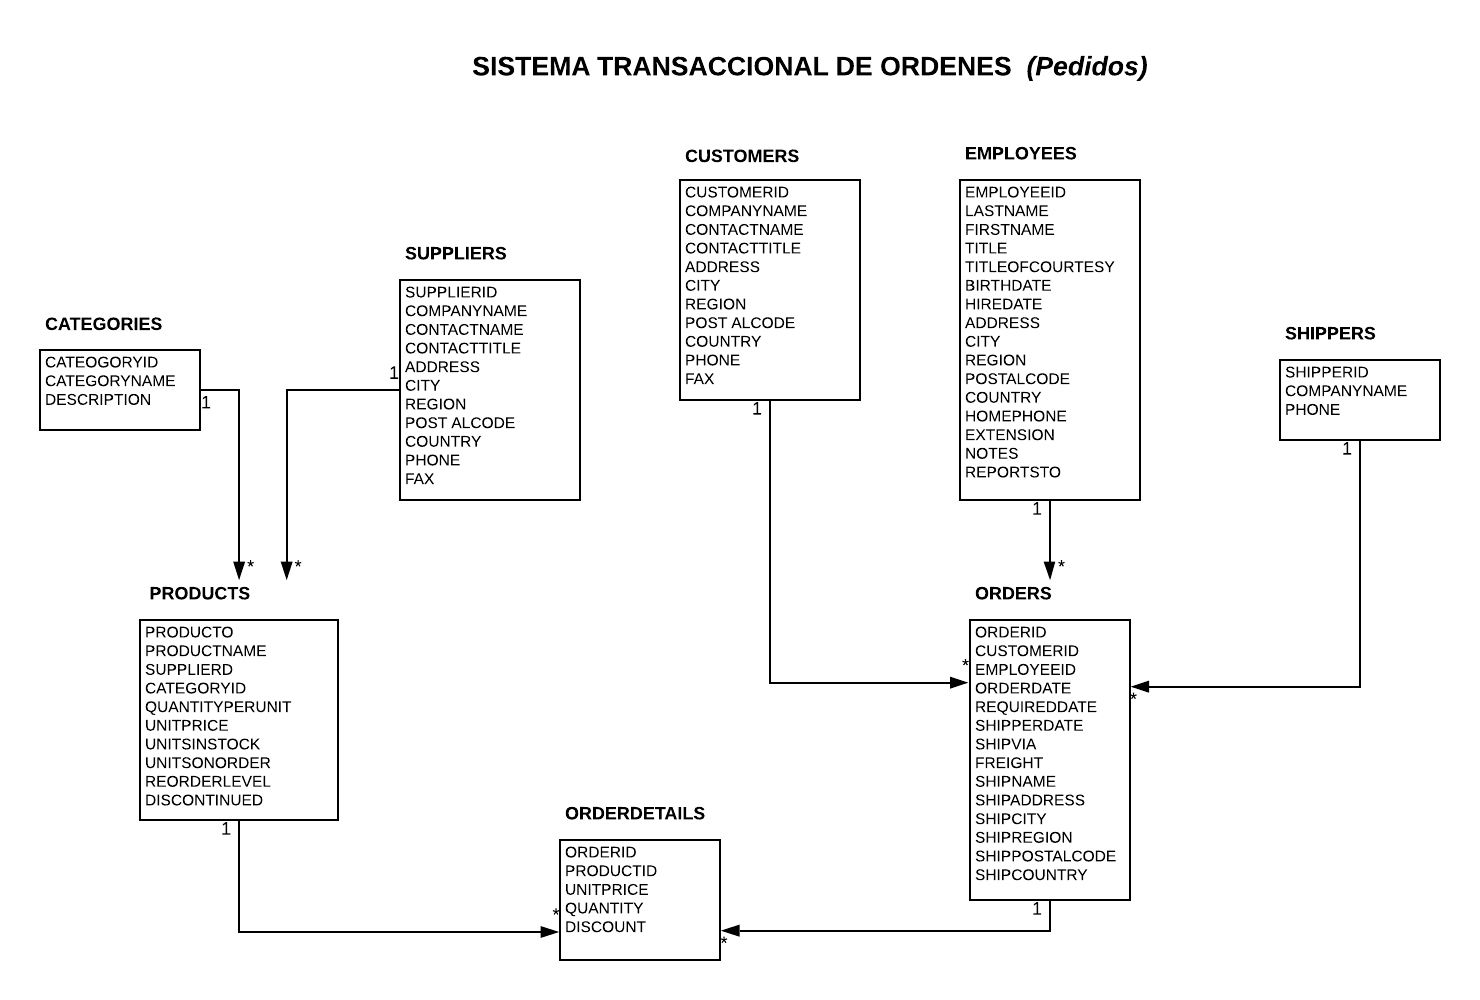 SISTEMA TRANSACCIONAL DE ORDENES (Pedidos)
CATEGORIES
CATEOGORYID
CATEGORYNAME
DESCRIPTION
1
*
SUPPLIERS
SUPPLIERID
COMPANYNAME
CONTACTNAME
CONTACTTITLE
ADDRESS
CITY
REGION
POST ALCODE
COUNTRY
PHONE
FAX
1
*
CUSTOMERS
CUSTOMERID
COMPANYNAME
CONTACTNAME
CONTACTTITLE
ADDRESS
CITY
REGION
POST ALCODE
COUNTRY
PHONE
FAX
1
*
EMPLOYEES
EMPLOYEEID
LASTNAME
FIRSTNAME
TITLE
TITLEOFCOURTESY
BIRTHDATE
HIREDATE
ADDRESS
CITY
REGION
POSTALCODE
COUNTRY
HOMEPHONE
EXTENSION
NOTES
REPORTSTO
1
*
SHIPPERS
SHIPPERID
COMPANYNAME
PHONE
1
*
PRODUCTS
PRODUCTO
PRODUCTNAME
SUPPLIERD
CATEGORYID
QUANTITYPERUNIT
UNITPRICE
UNITSINSTOCK
UNITSONORDER
REORDERLEVEL
DISCONTINUED
1
*
ORDERDETAILS
ORDERID
PRODUCTID
UNITPRICE
QUANTITY
DISCOUNT
ORDERS
ORDERID
CUSTOMERID
EMPLOYEEID
ORDERDATE
REQUIREDDATE
SHIPPERDATE
SHIPVIA
FREIGHT
SHIPNAME
SHIPADDRESS
SHIPCITY
SHIPREGION
SHIPPOSTALCODE
SHIPCOUNTRY
1
*